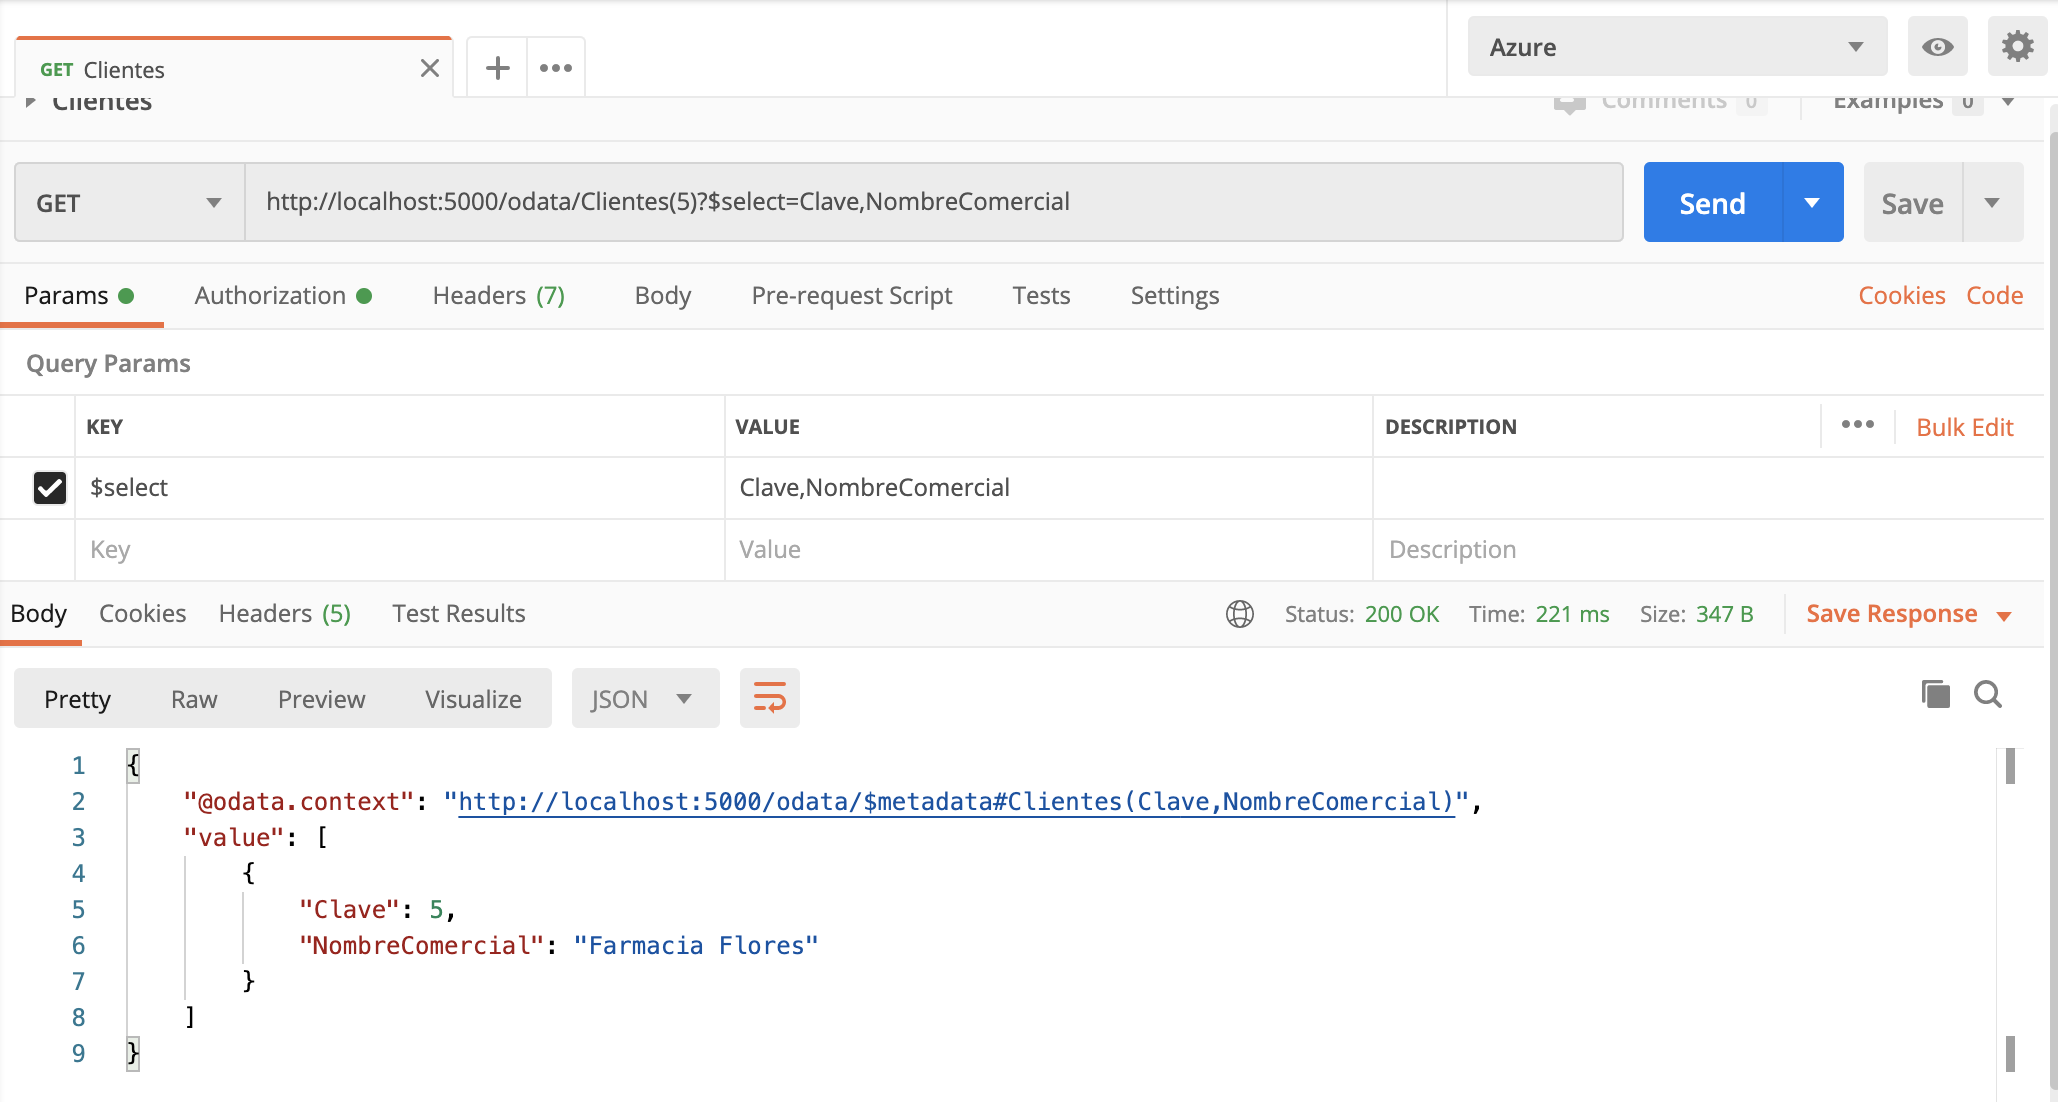 GET Clientes
Azure
Clientes
Comments 0
Examples 0
GET
http://localhost:5000/odata/Clientes(5)?$select=Clave,NombreComercial
Send
Save
Params
Authorization
Headers (7)
Body
Pre-request Script
Tests
Settings
Cookies
Code
Query Params
KEY
VALUE
DESCRIPTION
Bulk Edit
$select
Clave,NombreComercial
Key
Value
Description
Body
Cookies
Headers (5)
Test Results
Status: 200 OK
Time: 221 ms
Size: 347 B
Save Response
Pretty
Raw
Preview
Visualize
JSON
1 {
2 "@odata.context": "http://localhost:5000/odata/$metadata#Clientes(Clave,NombreComercial)",
3 "value": [
4 {
5 "Clave": 5,
6 "NombreComercial": "Farmacia Flores"
7 }
8 ]
9 }